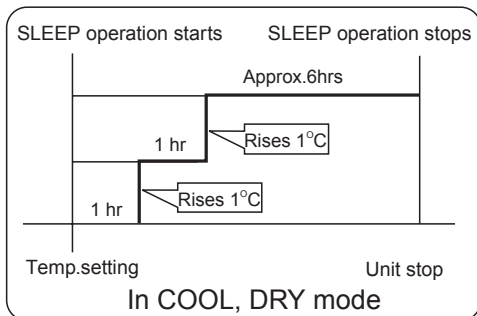 SLEEP operation starts
SLEEP operation stops
Approx.6hrs
1 hr
Rises 1°C
1 hr
Rises 1°C
Temp.setting
Unit stop
In COOL, DRY mode